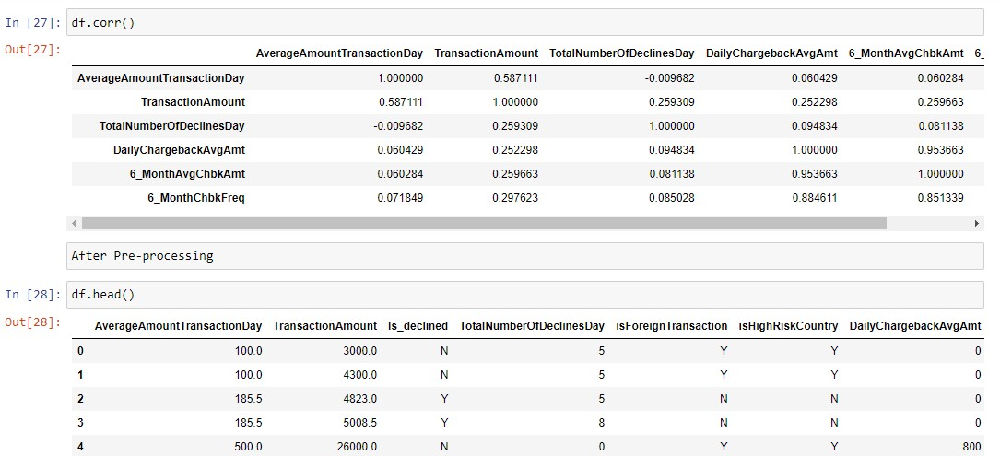 In [27]: df.corr()
Out[27]:
AverageAmountTransactionDay TransactionAmount TotalNumberOfDeclinesDay DailyChargebackAvgAmt 6_MonthAvgChbkAmt 6_
AverageAmountTransactionDay 1.000000 0.587111 -0.009682 0.060429 0.060284
TransactionAmount 0.587111 1.000000 0.259309 0.252298 0.259663
TotalNumberOfDeclinesDay -0.009682 0.259309 1.000000 0.094834 0.081138
DailyChargebackAvgAmt 0.060429 0.252298 0.094834 1.000000 0.953663
6_MonthAvgChbkAmt 0.060284 0.259663 0.081138 0.953663 1.000000
6_MonthChbkFreq 0.071849 0.297623 0.085028 0.884611 0.851339
After Pre-processing
In [28]: df.head()
Out[28]:
AverageAmountTransactionDay TransactionAmount Is_declined TotalNumberOfDeclinesDay isForeignTransaction isHighRiskCountry DailyChargebackAvgAmt
0 100.0 3000.0 N 5 Y Y 0
1 100.0 4300.0 N 5 Y Y 0
2 185.5 4823.0 Y 5 N N 0
3 185.5 5008.5 Y 8 N N 0
4 500.0 26000.0 N 0 Y Y 800